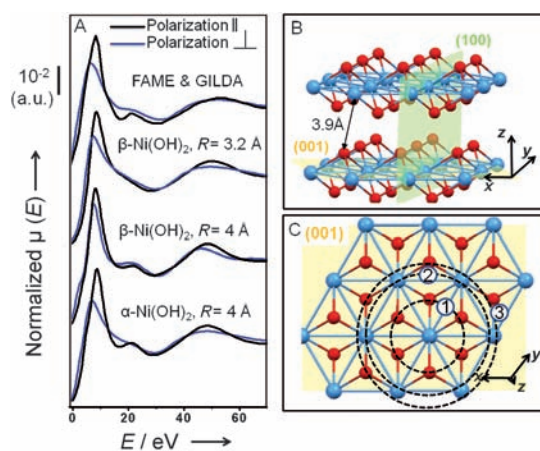 A
Polarization ||
Polarization ⊥
10⁻²
(a.u.)
FAME & GILDA
β-Ni(OH)₂, R= 3.2 Å
β-Ni(OH)₂, R= 4 Å
α-Ni(OH)₂, R= 4 Å
Normalized μ (E) →
0 20 40 60
E / eV →
B
(100)
3.9Å
(001)
z
y
x
C
(001)
2
1
3
y
x
z